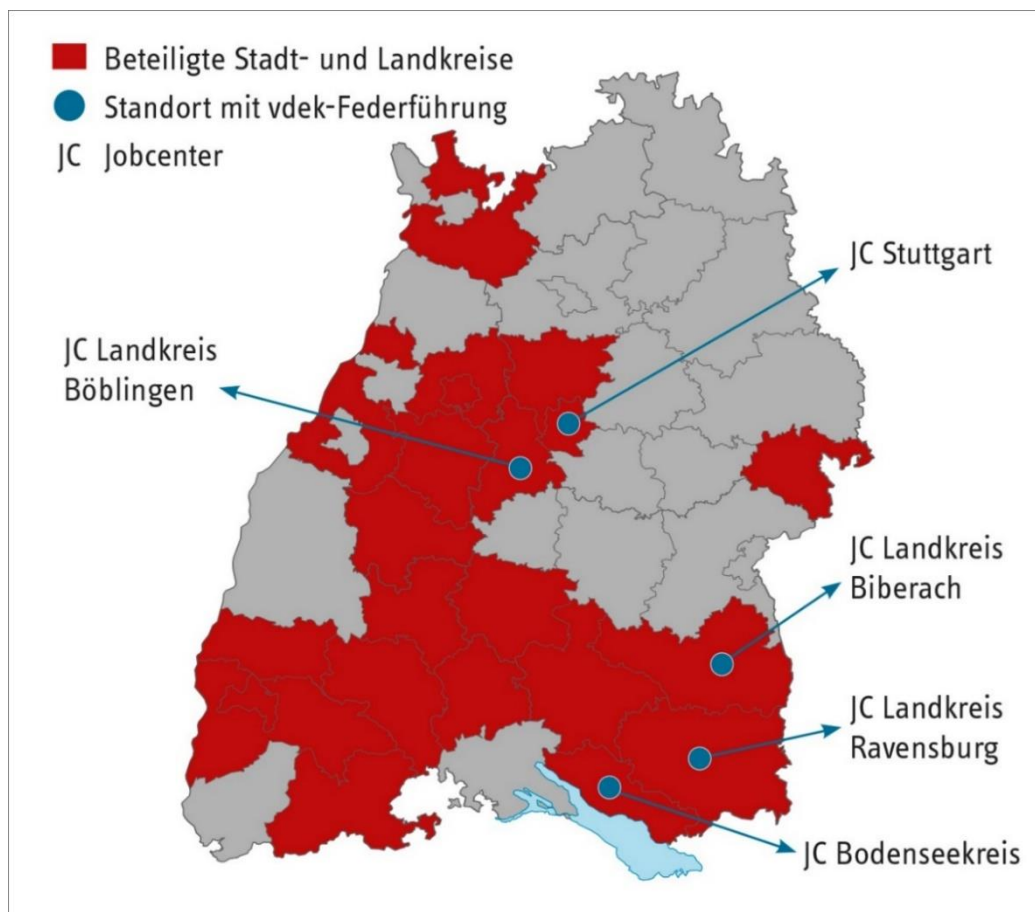 Beteiligte Stadt- und Landkreise
Standort mit vdek-Federführung
JC Jobcenter
JC Stuttgart
JC Landkreis
Böblingen
JC Landkreis
Biberach
JC Landkreis
Ravensburg
JC Bodenseekreis